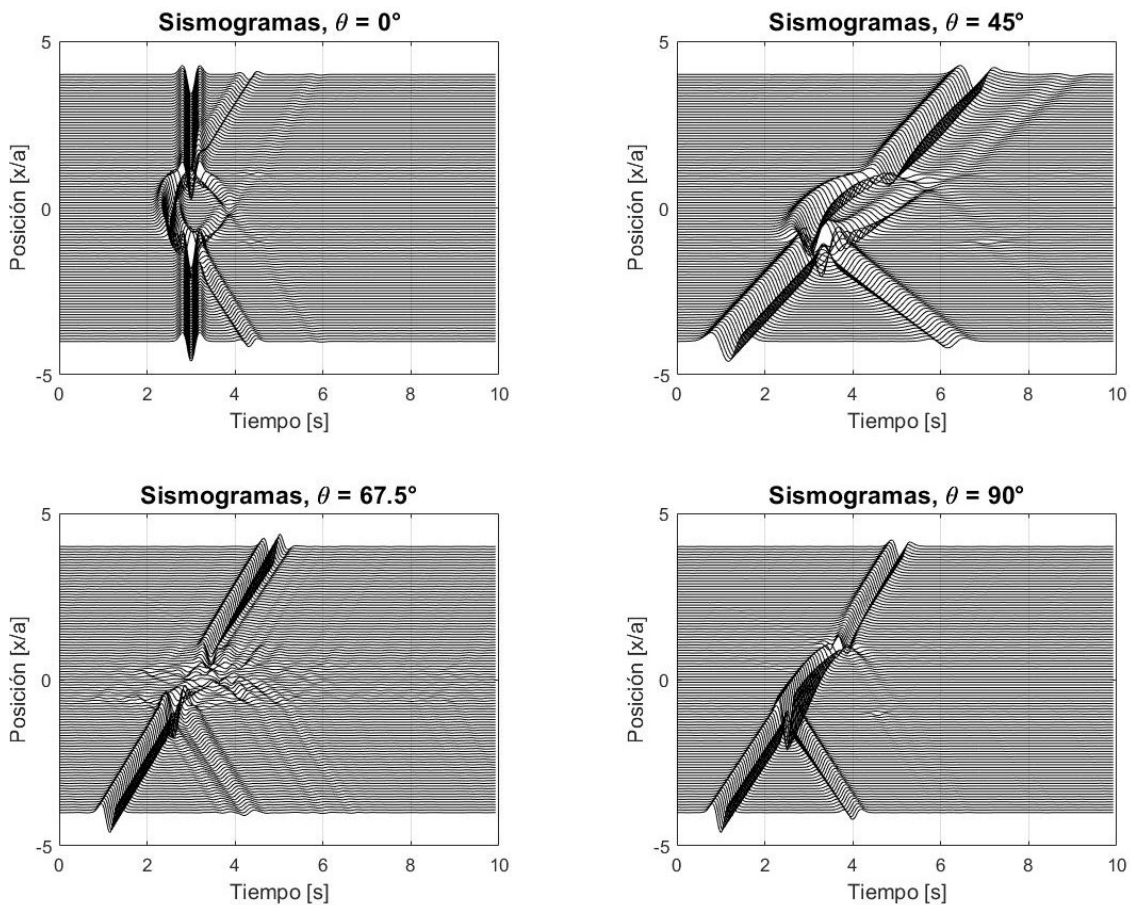 Sismogramas, θ = 0°
5
0
-5
Posición [x/a]
0 2 4 6 8 10
Tiempo [s]
Sismogramas, θ = 45°
5
0
-5
Posición [x/a]
0 2 4 6 8 10
Tiempo [s]
Sismogramas, θ = 67.5°
5
0
-5
Posición [x/a]
0 2 4 6 8 10
Tiempo [s]
Sismogramas, θ = 90°
5
0
-5
Posición [x/a]
0 2 4 6 8 10
Tiempo [s]